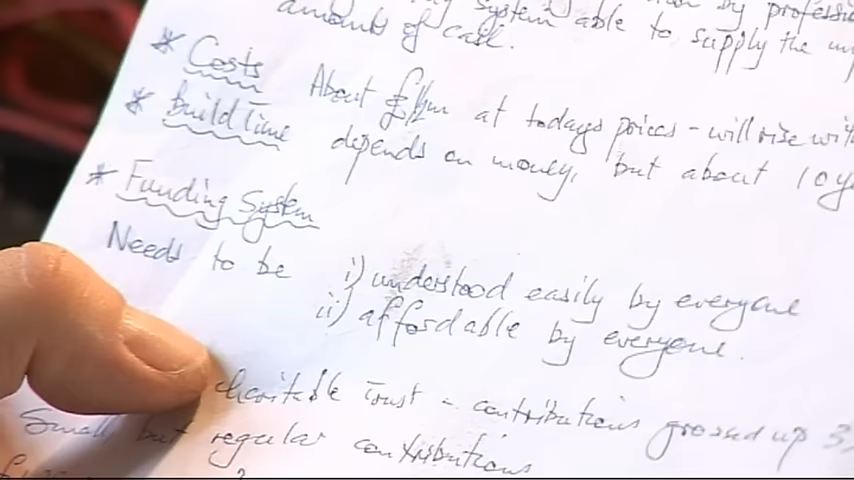 system able by
amounts of cash. to supply the
* Costs About at todays prices - will rise
* Build Time depends on money, but about 10
* Funding System
Needs to be i) understood easily by everyone
ii) affordable by everyone.
charitable Trust - contributions grossed up
Small but regular contributions